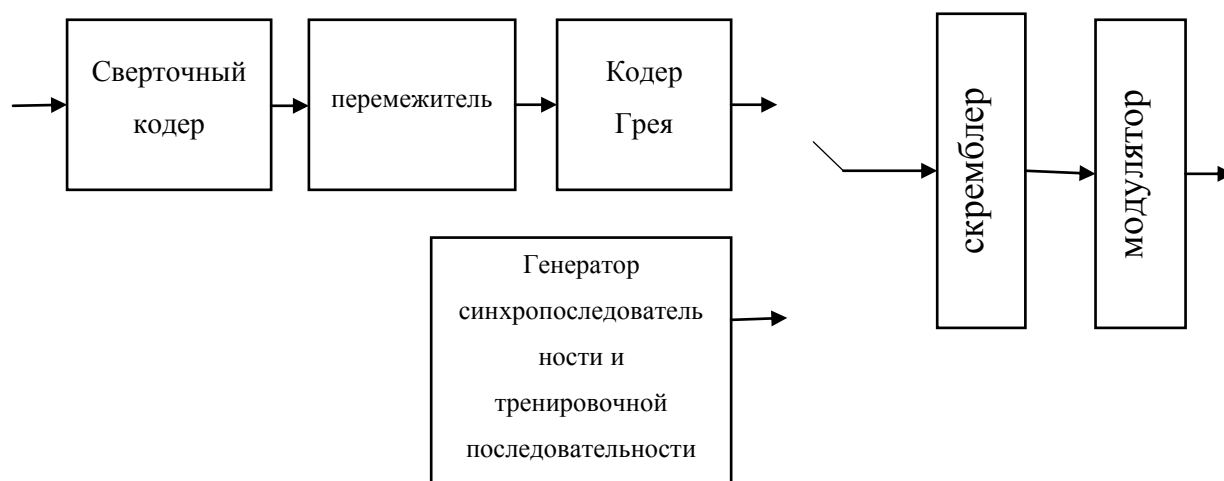 Сверточный
кодер
перемежитель
Кодер
Грея
скремблер
модулятор
Генератор
синхропоследователь
ности и
тренировочной
последовательности